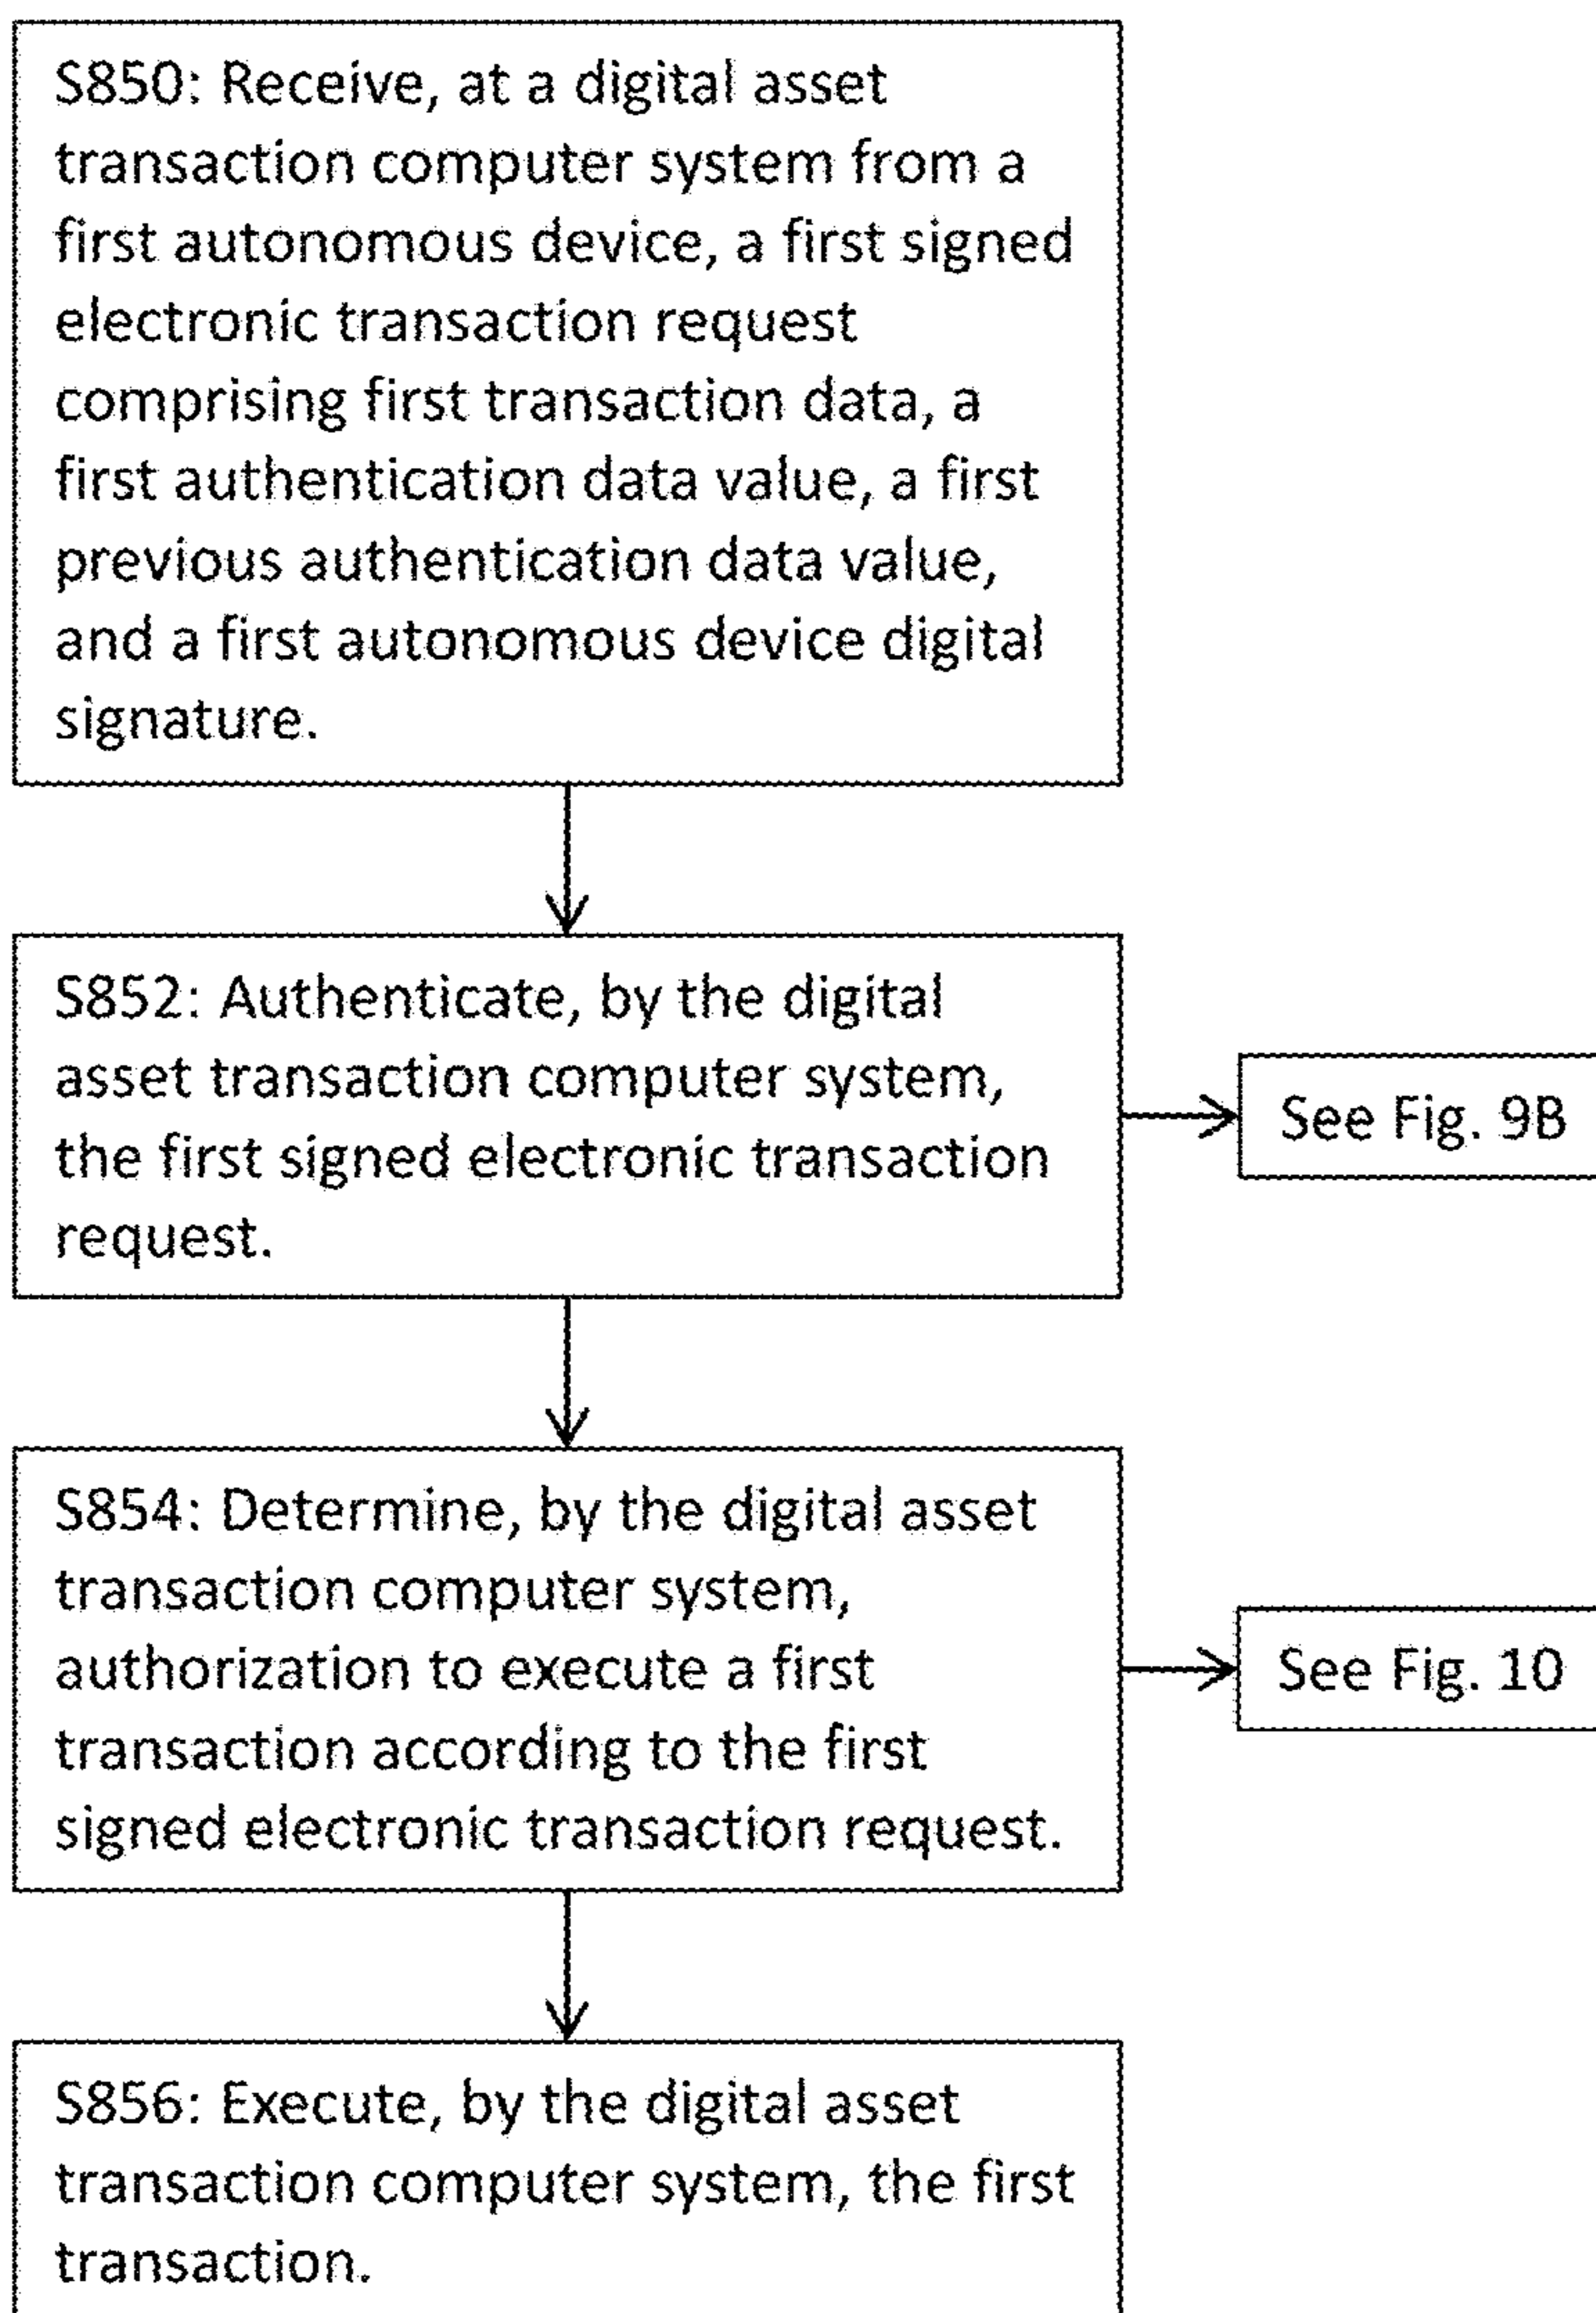 S850: Receive, at a digital asset
transaction computer system from a
first autonomous device, a first signed
electronic transaction request
comprising first transaction data, a
first authentication data value, a first
previous authentication data value,
and a first autonomous device digital
signature.
S852: Authenticate, by the digital
asset transaction computer system,
the first signed electronic transaction
request.
See Fig. 9B
S854: Determine, by the digital asset
transaction computer system,
authorization to execute a first
transaction according to the first
signed electronic transaction request.
See Fig. 10
S856: Execute, by the digital asset
transaction computer system, the first
transaction.